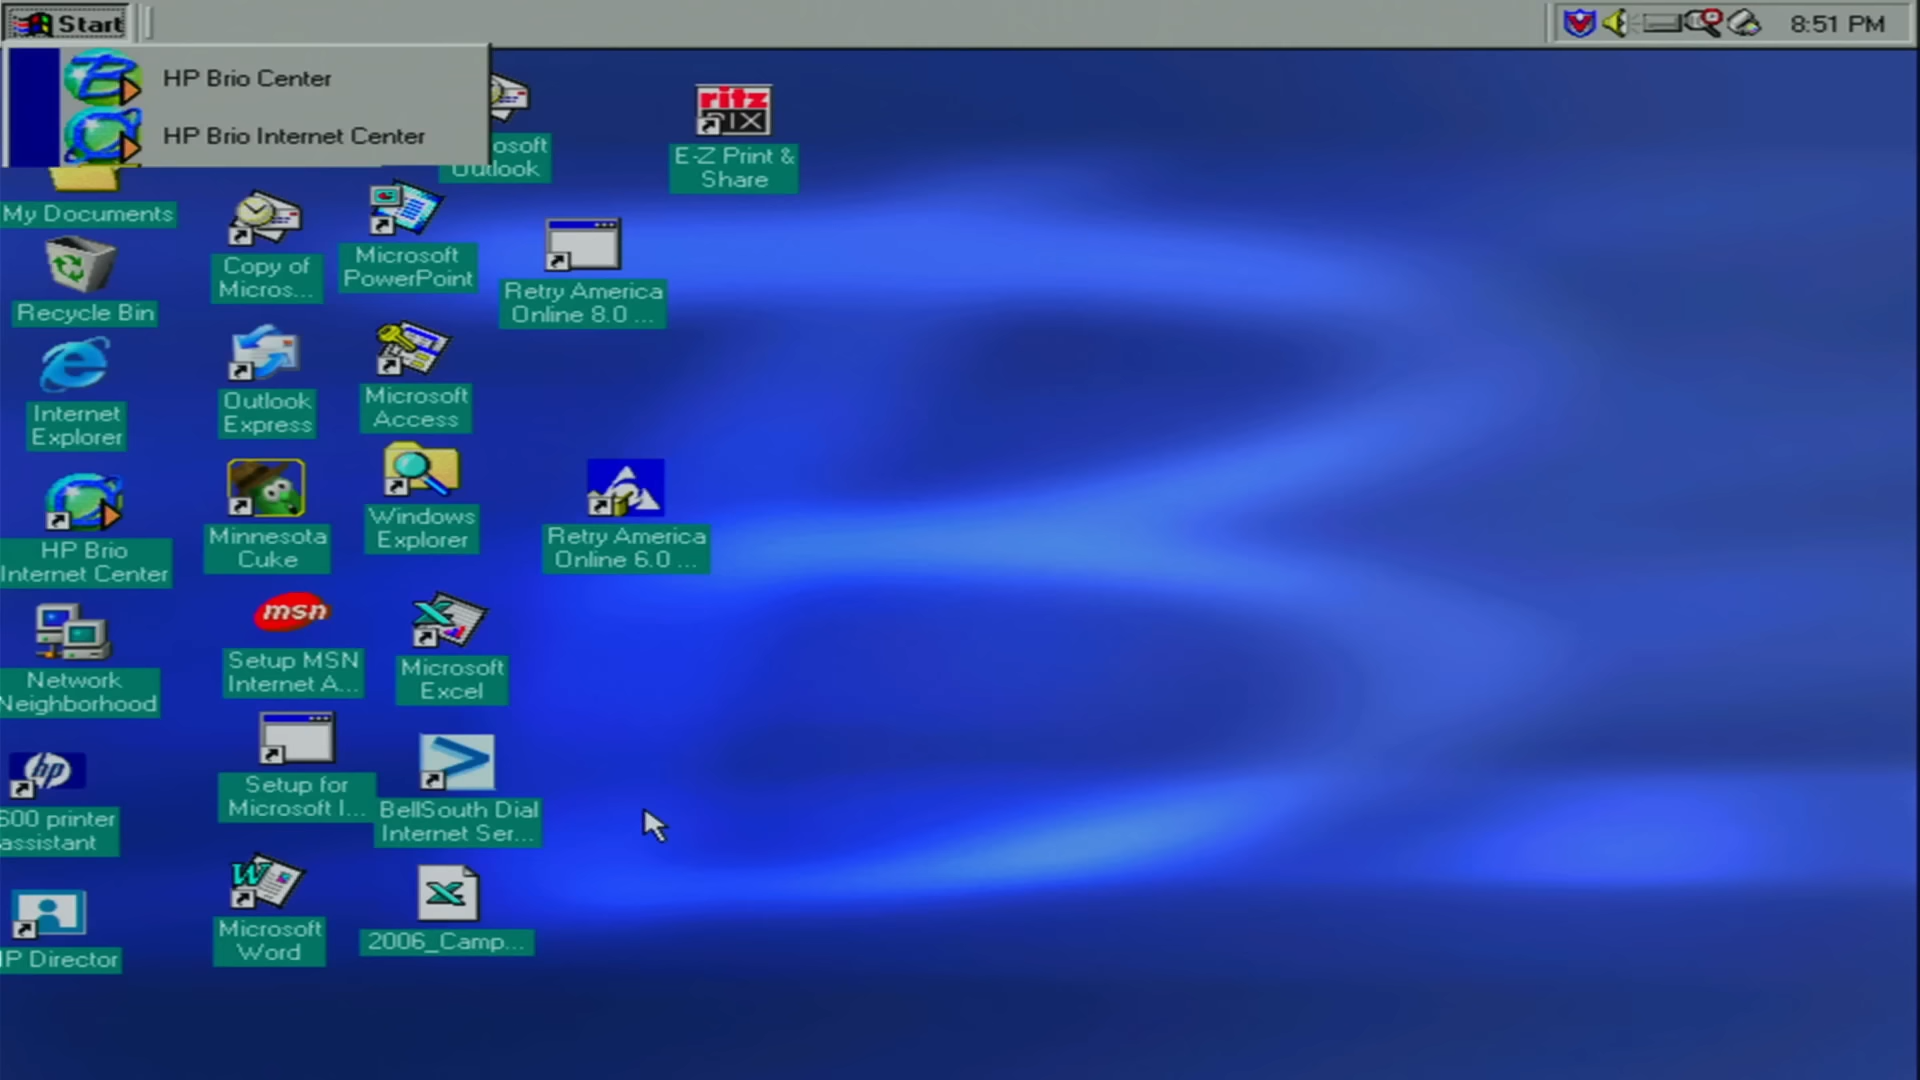 Start
8:51 PM
HP Brio Center
HP Brio Internet Center
osoft
Outlook
ritz
PIX
E-Z Print &
Share
My Documents
Copy of
Micros...
Microsoft
PowerPoint
Retry America
Online 8.0 ...
Recycle Bin
Internet
Explorer
Outlook
Express
Microsoft
Access
HP Brio
Internet Center
Minnesota
Cuke
Windows
Explorer
Retry America
Online 6.0 ...
msn
Network
Neighborhood
Setup MSN
Internet A...
Microsoft
Excel
hp
600 printer
assistant
Setup for
Microsoft I...
BellSouth Dial
Internet Ser...
HP Director
Microsoft
Word
2006_Camp...